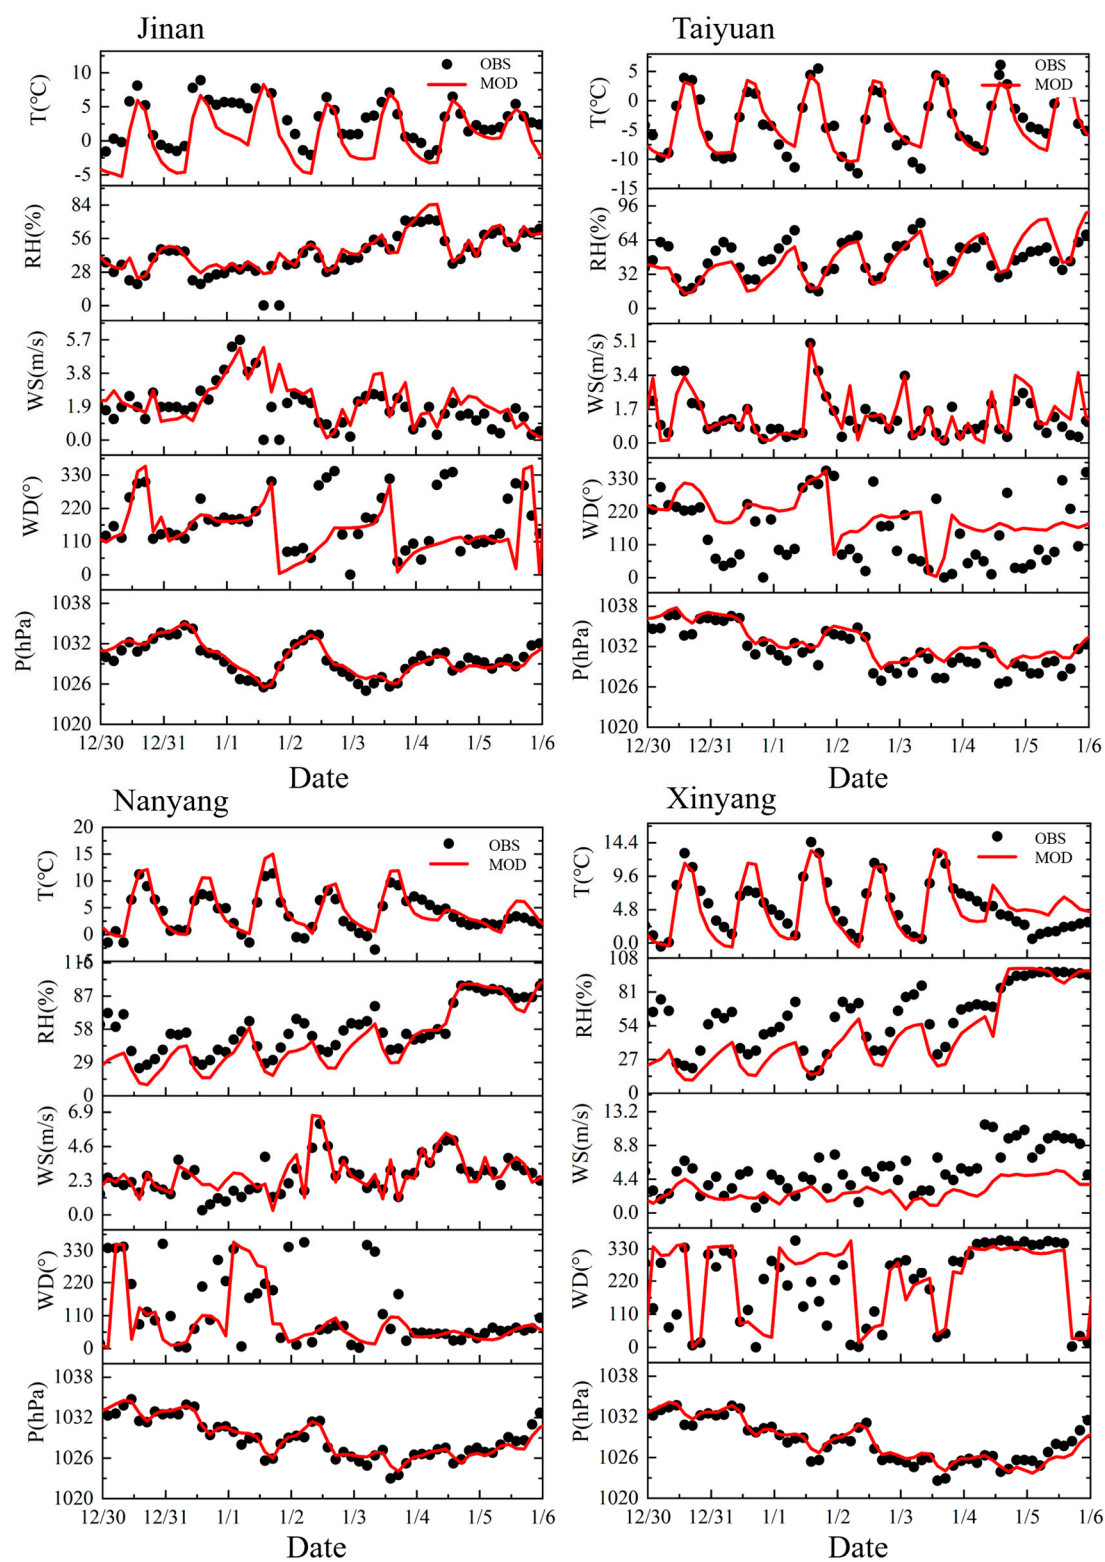 Jinan
T(℃)
10
5
0
-5
OBS
MOD
RH(%)
84
56
28
0
WS(m/s)
5.7
3.8
1.9
0.0
WD(°)
330
220
110
0
P(hPa)
1038
1032
1026
1020
12/30 12/31 1/1 1/2 1/3 1/4 1/5 1/6
Date
Taiyuan
T(℃)
5
0
-5
-10
-15
OBS
MOD
RH(%)
96
64
32
0
WS(m/s)
5.1
3.4
1.7
0.0
WD(°)
330
220
110
0
P(hPa)
1038
1032
1026
1020
12/30 12/31 1/1 1/2 1/3 1/4 1/5 1/6
Date
Nanyang
T(℃)
20
15
10
5
0
-5
OBS
MOD
RH(%)
116
87
58
29
0
WS(m/s)
6.9
4.6
2.3
0.0
WD(°)
330
220
110
0
P(hPa)
1038
1032
1026
1020
12/30 12/31 1/1 1/2 1/3 1/4 1/5 1/6
Date
Xinyang
T(℃)
14.4
9.6
4.8
0.0
OBS
MOD
RH(%)
108
81
54
27
0
WS(m/s)
13.2
8.8
4.4
0.0
WD(°)
330
220
110
0
P(hPa)
1038
1032
1026
1020
12/30 12/31 1/1 1/2 1/3 1/4 1/5 1/6
Date